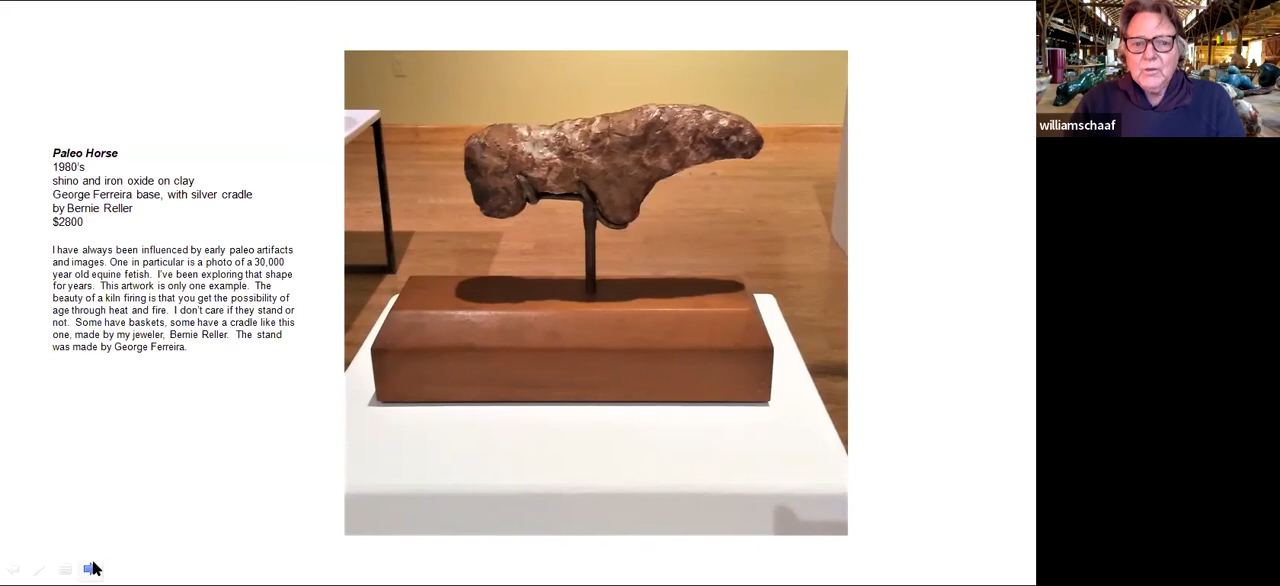 Paleo Horse
1980's
shino and iron oxide on clay
George Ferreira base, with silver cradle
by Bernie Reller
$2800
I have always been influenced by early paleo artifacts
and images. One in particular is a photo of a 30,000
year old equine fetish. I've been exploring that shape
for years. This artwork is only one example. The
beauty of a kiln firing is that you get the possibility of
age through heat and fire. I don't care if they stand or
not. Some have baskets, some have a cradle like this
one, made by my jeweler, Bernie Reller. The stand
was made by George Ferreira.
williamschaaf